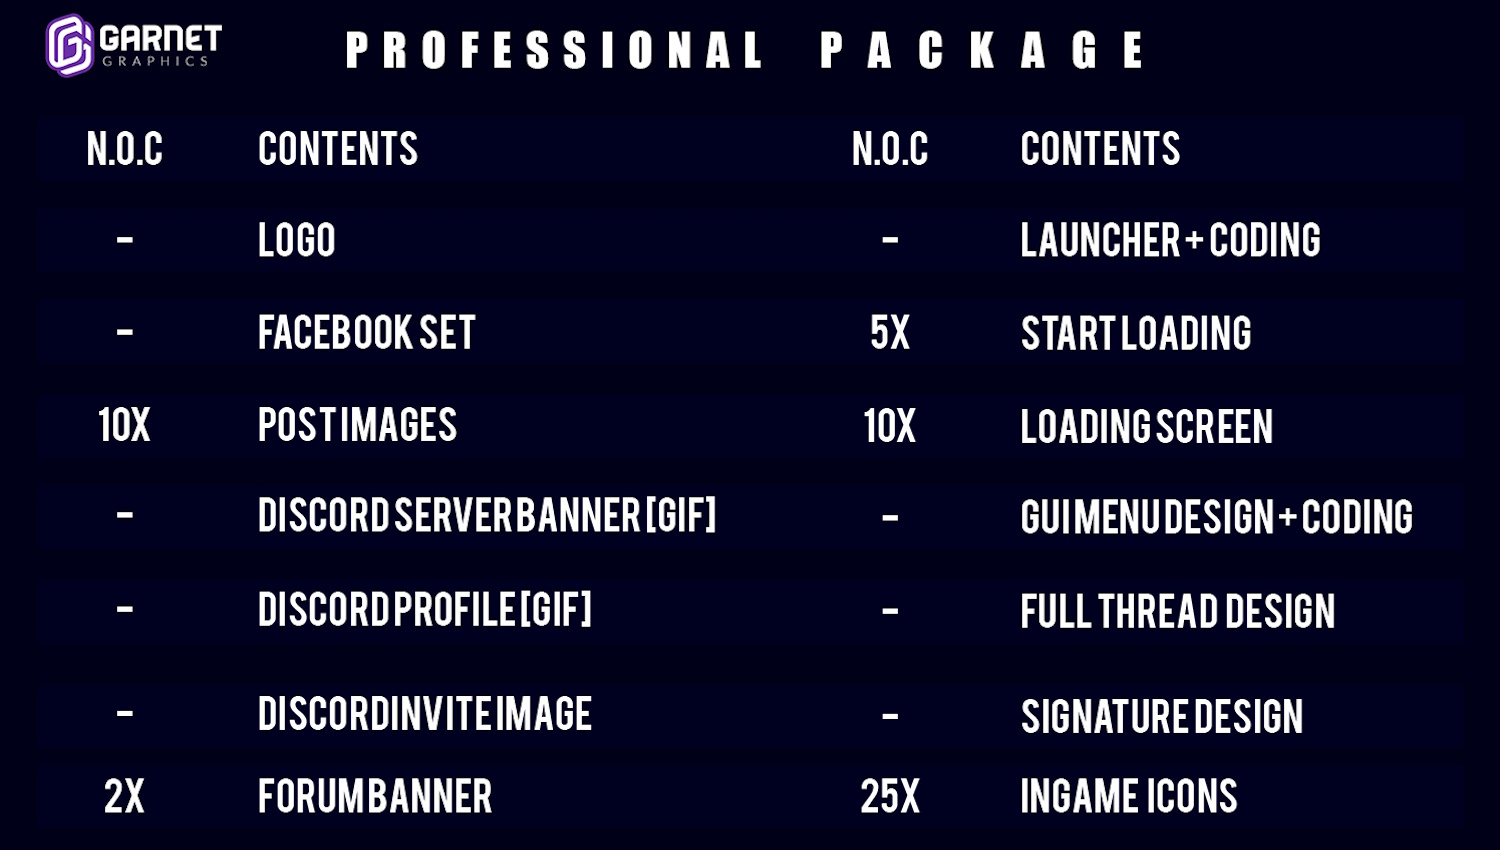 GARNET
GRAPHICS
PROFESSIONAL PACKAGE
N.O.C CONTENTS N.O.C CONTENTS
- LOGO - LAUNCHER + CODING
- FACEBOOK SET 5X START LOADING
10X POST IMAGES 10X LOADING SCREEN
- DISCORD SERVER BANNER [GIF] - GUI MENU DESIGN + CODING
- DISCORD PROFILE [GIF] - FULL THREAD DESIGN
- DISCORD INVITE IMAGE - SIGNATURE DESIGN
2X FORUM BANNER 25X INGAME ICONS